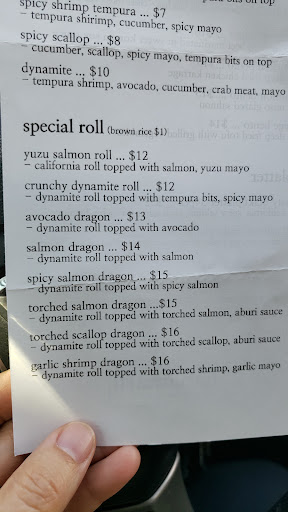 spicy shrimp tempura ... $7
– tempura shrimp, cucumber, spicy mayo
spicy scallop ... $8
– cucumber, scallop, spicy mayo, tempura bits on top
dynamite ... $10
– tempura shrimp, avocado, cucumber, crab meat, mayo
special roll (brown rice $1)
yuzu salmon roll ... $12
– california roll topped with salmon, yuzu mayo
crunchy dynamite roll ... $12
– dynamite roll topped with tempura bits, spicy mayo
avocado dragon ... $13
– dynamite roll topped with avocado
salmon dragon ... $14
– dynamite roll topped with salmon
spicy salmon dragon ... $15
– dynamite roll topped with spicy salmon
torched salmon dragon ...$15
– dynamite roll topped with torched salmon, aburi sauce
torched scallop dragon ... $16
– dynamite roll topped with torched scallop, aburi sauce
garlic shrimp dragon ... $16
– dynamite roll topped with torched shrimp, garlic mayo